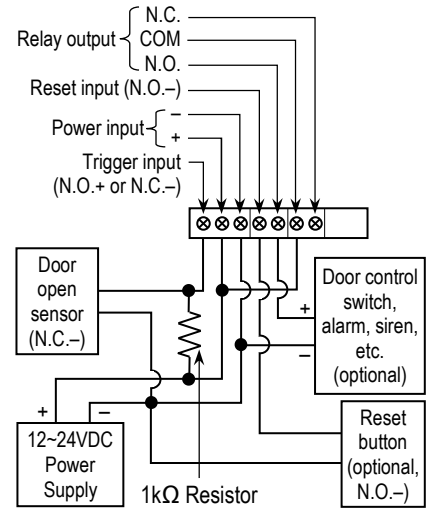 N.C.
Relay output COM
N.O.
Reset input (N.O.–)
Power input –
+
Trigger input
(N.O.+ or N.C.–)
Door
open
sensor
(N.C.–)
Door control
switch,
alarm, siren,
etc.
(optional)
+
–
+ –
12~24VDC
Power
Supply
1kΩ Resistor
Reset
button
(optional,
N.O.–)